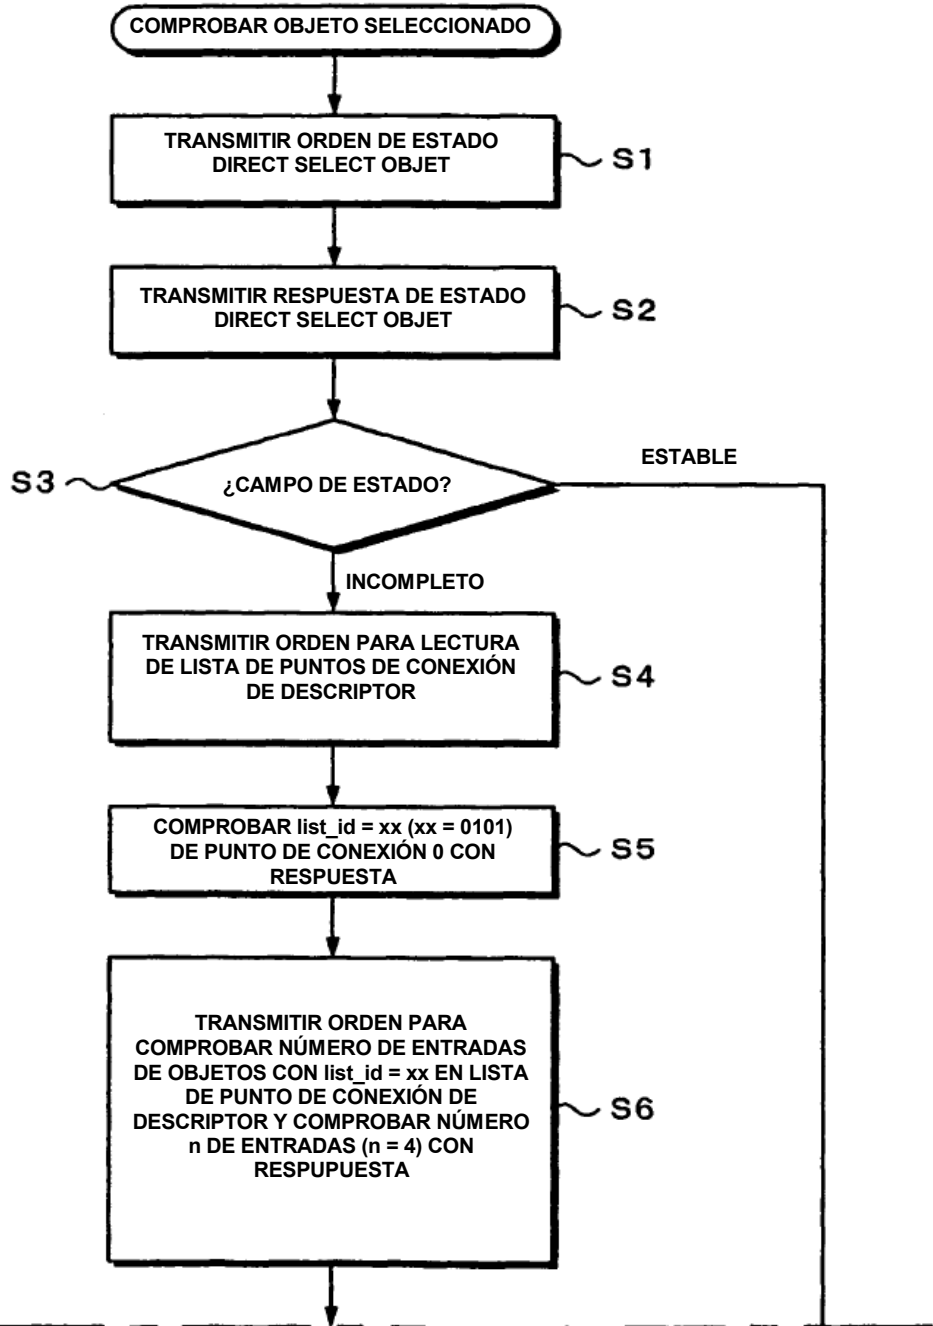 COMPROBAR OBJETO SELECCIONADO
TRANSMITIR ORDEN DE ESTADO
DIRECT SELECT OBJET
S1
TRANSMITIR RESPUESTA DE ESTADO
DIRECT SELECT OBJET
S2
S3
¿CAMPO DE ESTADO?
ESTABLE
INCOMPLETO
TRANSMITIR ORDEN PARA LECTURA
DE LISTA DE PUNTOS DE CONEXIÓN
DE DESCRIPTOR
S4
COMPROBAR list_id = xx (xx = 0101)
DE PUNTO DE CONEXIÓN 0 CON
RESPUESTA
S5
TRANSMITIR ORDEN PARA
COMPROBAR NÚMERO DE ENTRADAS
DE OBJETOS CON list_id = xx EN LISTA
DE PUNTO DE CONEXIÓN DE
DESCRIPTOR Y COMPROBAR NÚMERO
n DE ENTRADAS (n = 4) CON
RESPUPUESTA
S6